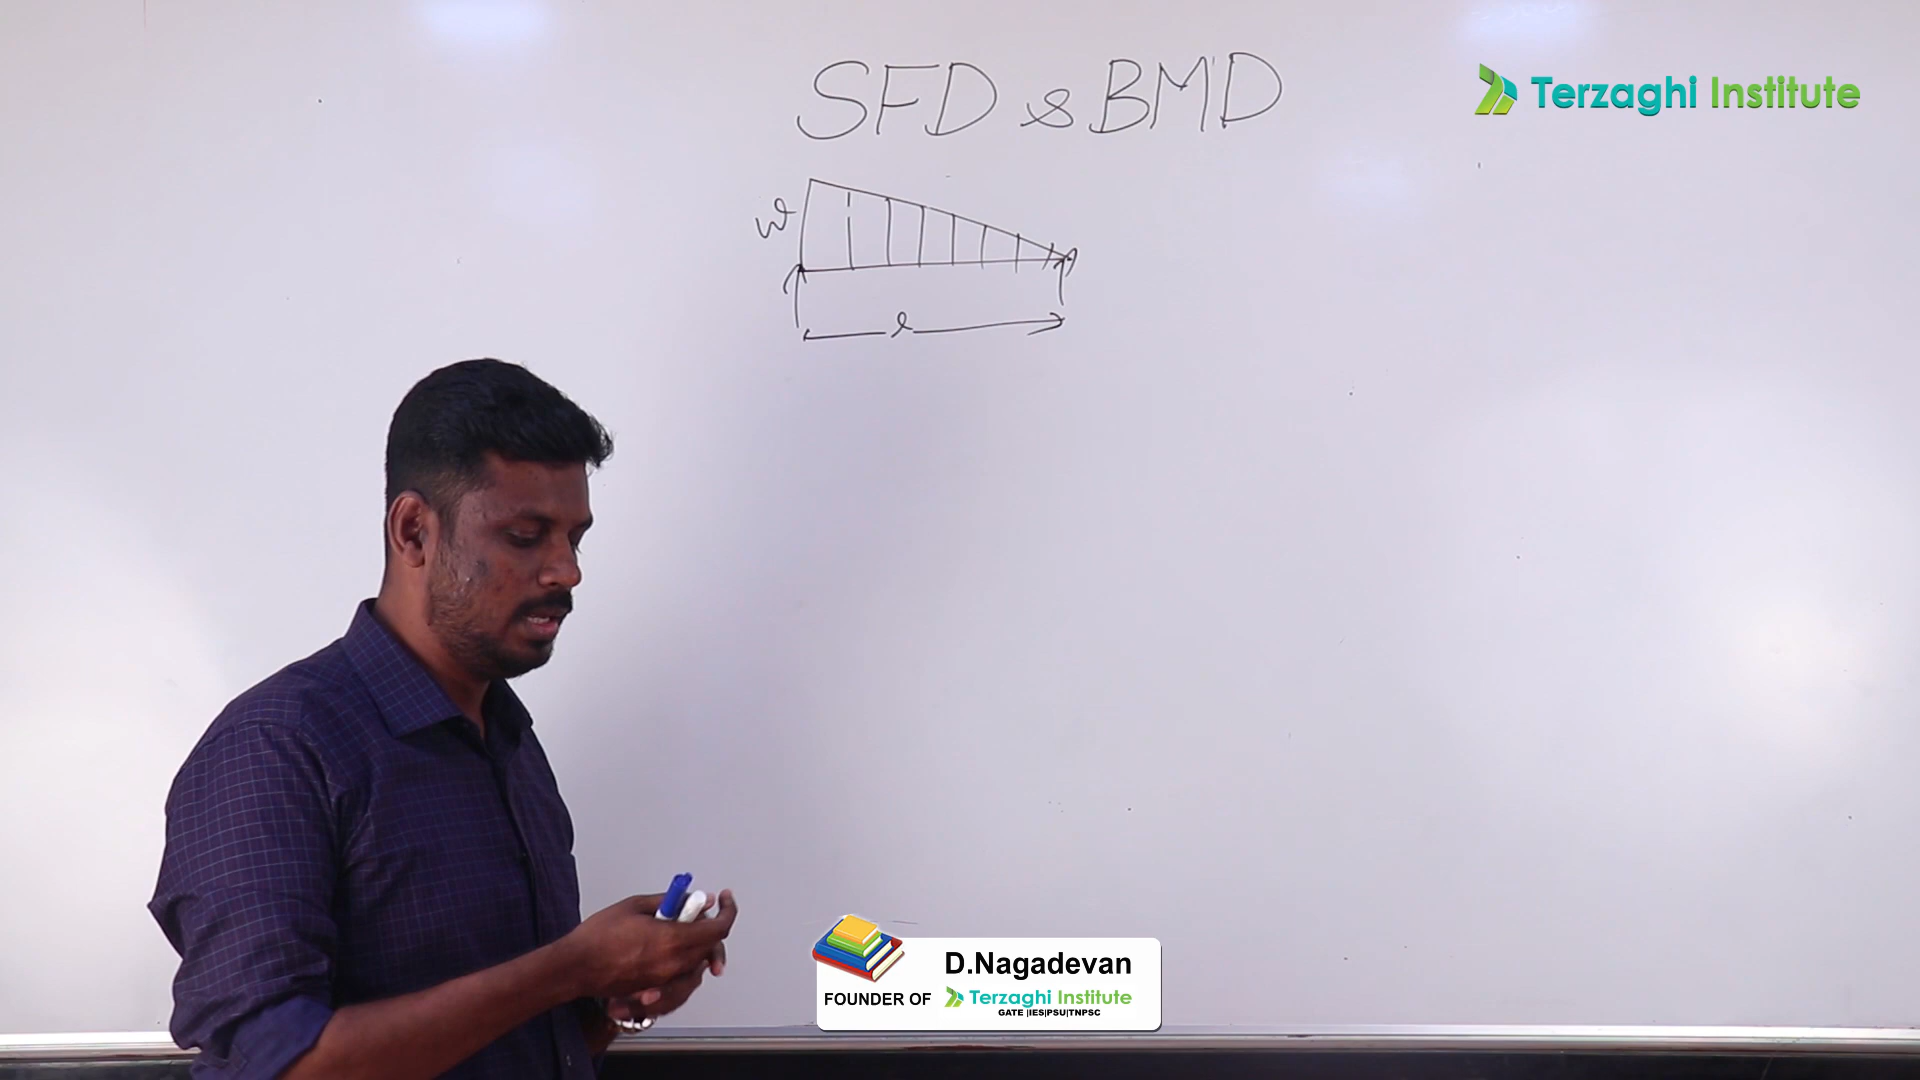 SFD & BMD
Terzaghi Institute
w
l
D.Nagadevan
FOUNDER OF Terzaghi Institute
GATE |IES|PSU|TNPSC